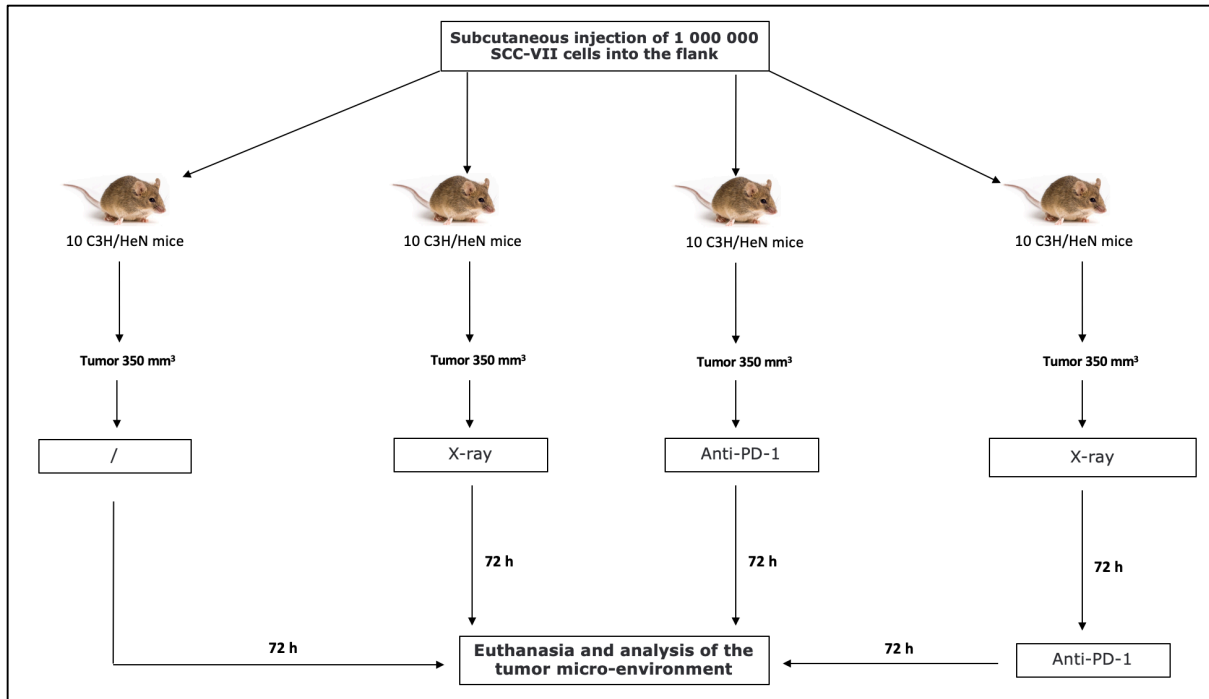 Subcutaneous injection of 1 000 000
SCC-VII cells into the flank
10 C3H/HeN mice
10 C3H/HeN mice
10 C3H/HeN mice
10 C3H/HeN mice
Tumor 350 mm³
Tumor 350 mm³
Tumor 350 mm³
Tumor 350 mm³
/
X-ray
Anti-PD-1
X-ray
72 h
72 h
72 h
72 h
Euthanasia and analysis of the
tumor micro-environment
72 h
Anti-PD-1